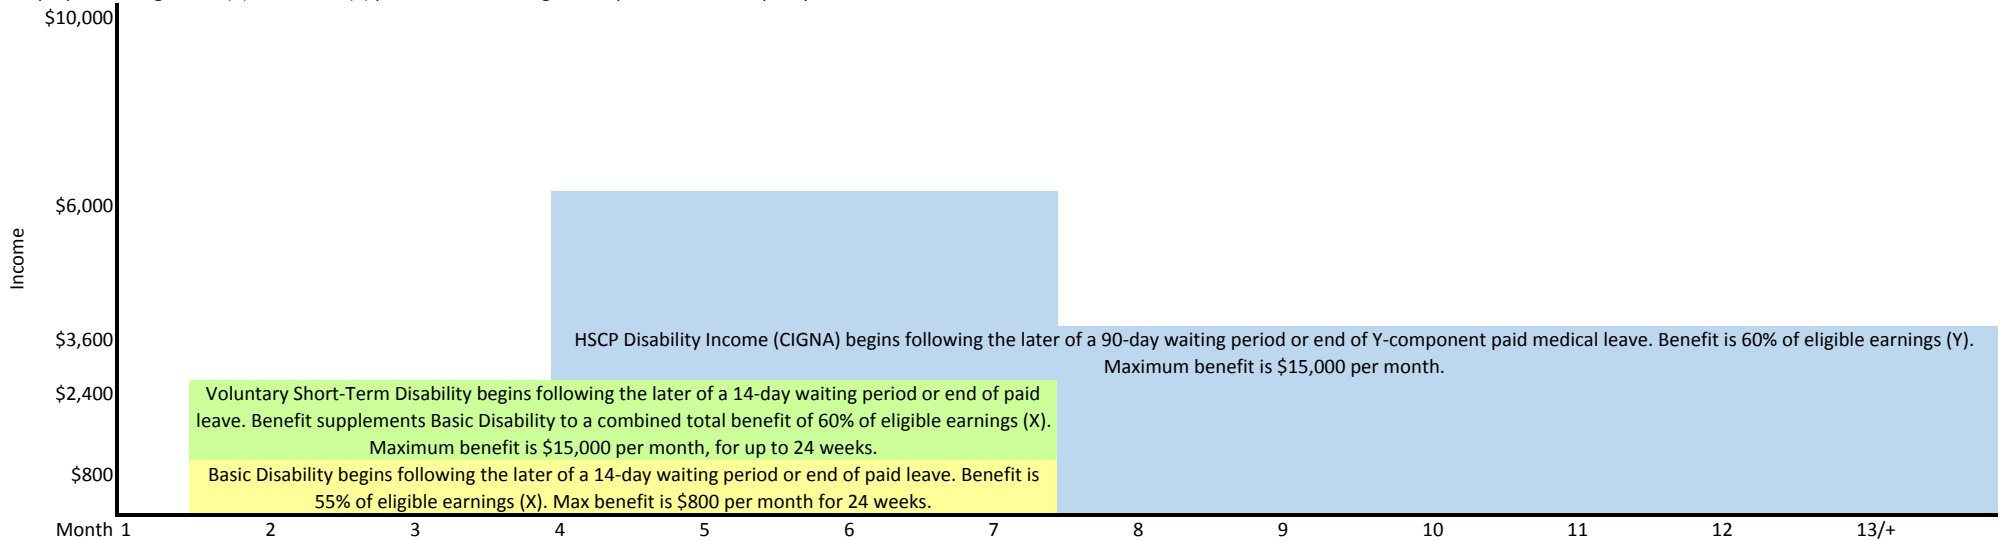 $10,000
$6,000
Income
$3,600
HSCP Disability Income (CIGNA) begins following the later of a 90-day waiting period or end of Y-component paid medical leave. Benefit is 60% of eligible earnings (Y).
Maximum benefit is $15,000 per month.
$2,400
Voluntary Short-Term Disability begins following the later of a 14-day waiting period or end of paid
leave. Benefit supplements Basic Disability to a combined total benefit of 60% of eligible earnings (X).
Maximum benefit is $15,000 per month, for up to 24 weeks.
$800
Basic Disability begins following the later of a 14-day waiting period or end of paid leave. Benefit is
55% of eligible earnings (X). Max benefit is $800 per month for 24 weeks.
Month 1 2 3 4 5 6 7 8 9 10 11 12 13/+